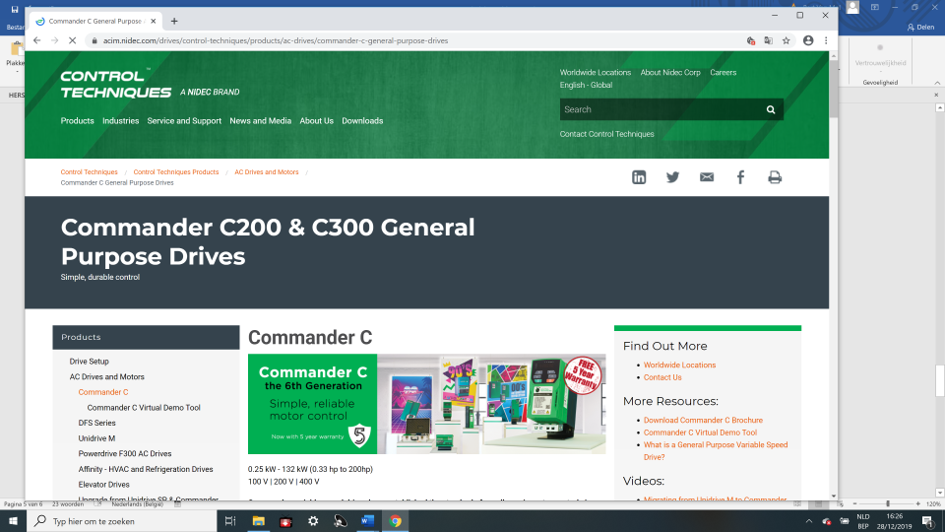 Commander C General Purpose
acim.nidec.com/drives/control-techniques/products/ac-drives/commander-c-general-purpose-drives
Bestan
Delen
Plakke
Vertrouwelijkheid
Gevoeligheid
HERS
CONTROL
TECHNIQUES
A NIDEC BRAND
Worldwide Locations About Nidec Corp Careers
English - Global
Search
Contact Control Techniques
Products Industries Service and Support News and Media About Us Downloads
Control Techniques / Control Techniques Products / AC Drives and Motors /
Commander C General Purpose Drives
Commander C200 & C300 General
Purpose Drives
Simple, durable control
Products
Drive Setup
AC Drives and Motors
Commander C
Commander C Virtual Demo Tool
DFS Series
Unidrive M
Powerdrive F300 AC Drives
Affinity - HVAC and Refrigeration Drives
Elevator Drives
Upgrade from Unidrive SP & Commander
Commander C
Commander C
the 6th Generation
Simple, reliable
motor control
Now with 5 year warranty
5
FREE
5 Year
Warranty
0.25 kW - 132 kW (0.33 hp to 200hp)
100 V | 200 V | 400 V
Find Out More
Worldwide Locations
Contact Us
More Resources:
Download Commander C Brochure
Commander C Virtual Demo Tool
What is a General Purpose Variable Speed
Drive?
Videos:
Migrating from Unidrive M to Commander
Pagina 5 van 6 23 woorden Nederlands (België)
120%
Typ hier om te zoeken
NLD
BEP
16:26
28/12/2019